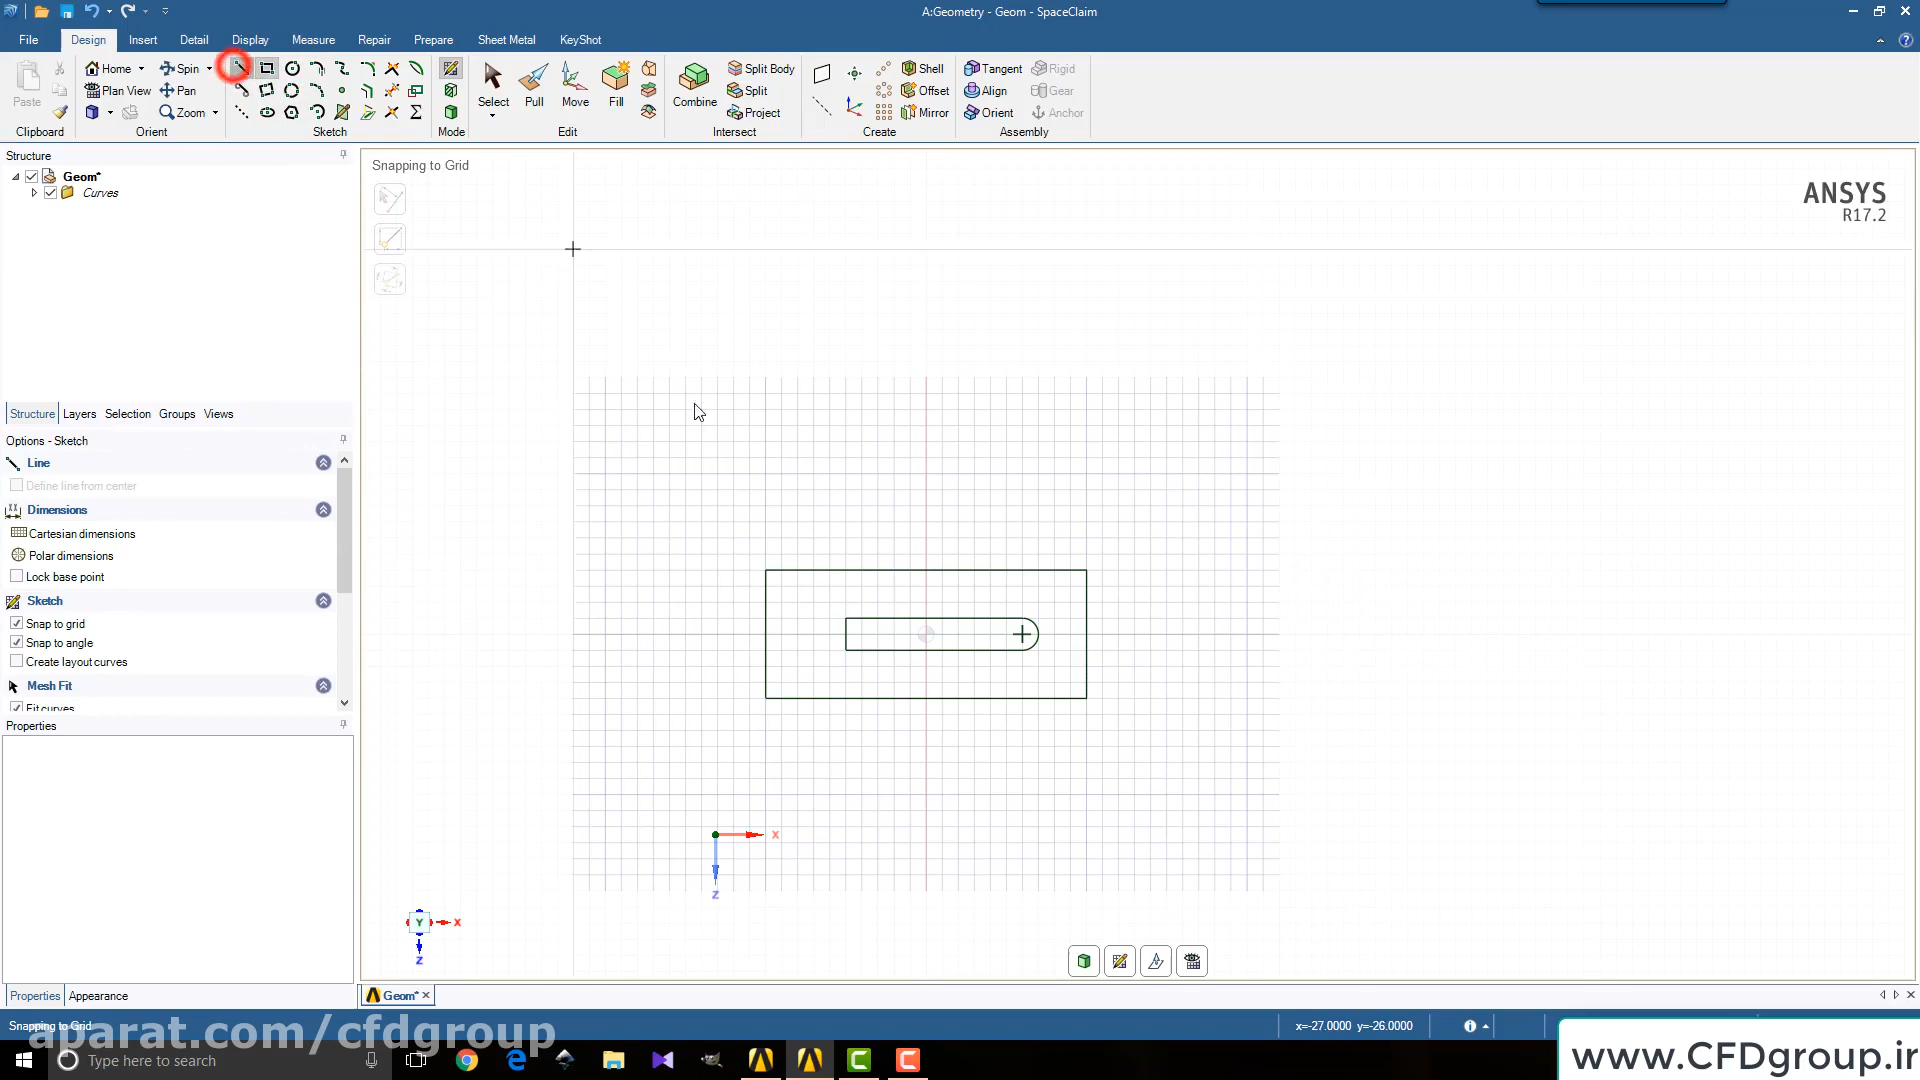 A:Geometry - Geom - SpaceClaim
File Design Insert Detail Display Measure Repair Prepare Sheet Metal KeyShot
Home Spin Split Body Shell Tangent Rigid
Plan View Pan Split Offset Align Gear
Paste Zoom Select Pull Move Fill Combine Project Mirror Orient Anchor
Clipboard Orient Sketch Mode Edit Intersect Create Assembly
Structure
Geom*
Curves
Snapping to Grid
ANSYS
R17.2
Structure Layers Selection Groups Views
Options - Sketch
Line
Define line from center
Dimensions
Cartesian dimensions
Polar dimensions
Lock base point
Sketch
Snap to grid
Snap to angle
Create layout curves
Mesh Fit
Fit curves
Properties
X
Z
Y X
Z
Properties Appearance
Geom*
Snapping to Grid
x=-27.0000 y=-26.0000
aparat.com/cfdgroup
Type here to search
www.CFDgroup.ir